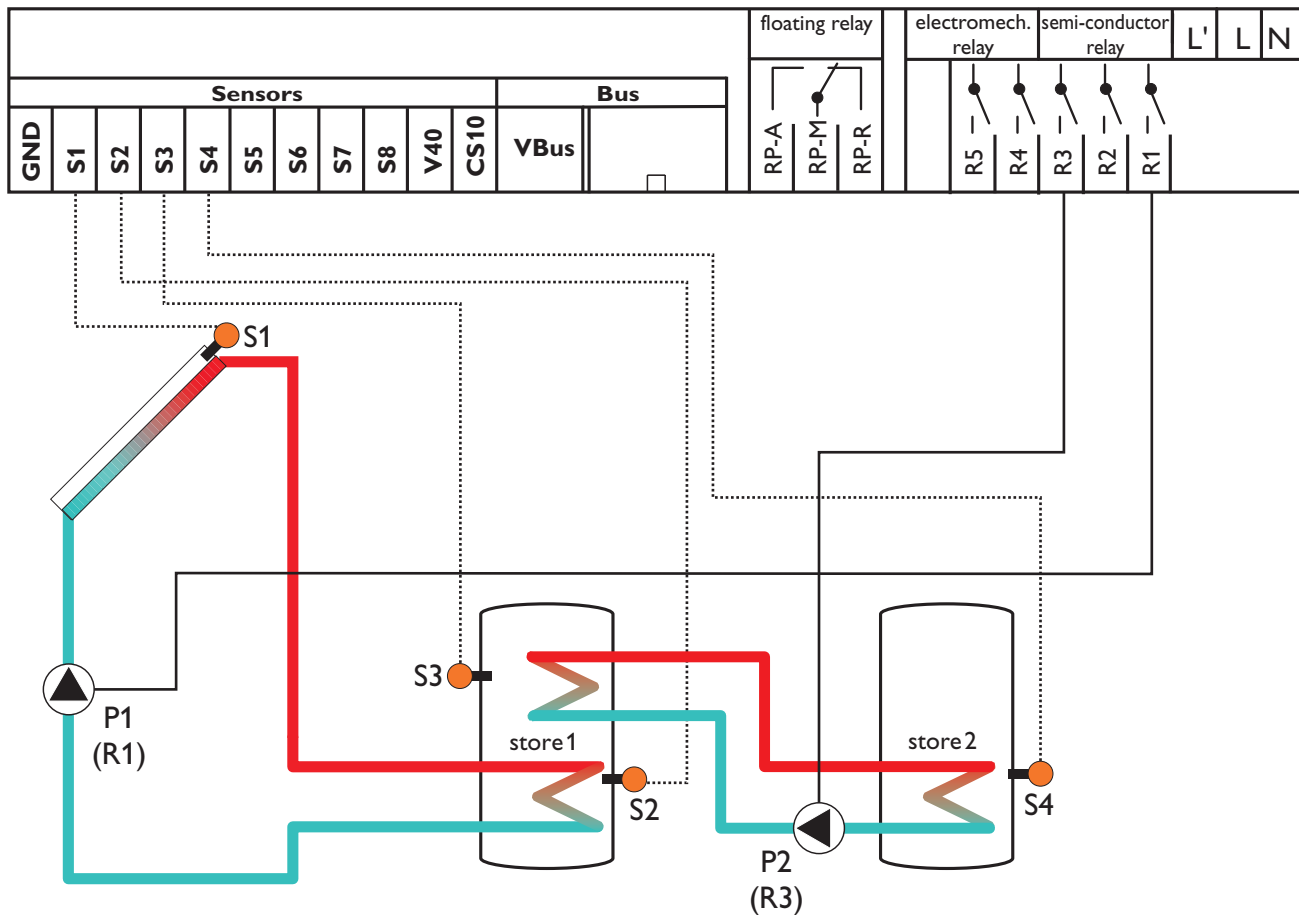 floating relay
electromech.
relay
semi-conductor
relay
L'
L
N
Sensors
Bus
GND
S1
S2
S3
S4
S5
S6
S7
S8
V40
CS10
VBus
RP-A
RP-M
RP-R
R5
R4
R3
R2
R1
S1
S3
P1
(R1)
store 1
S2
store 2
S4
P2
(R3)